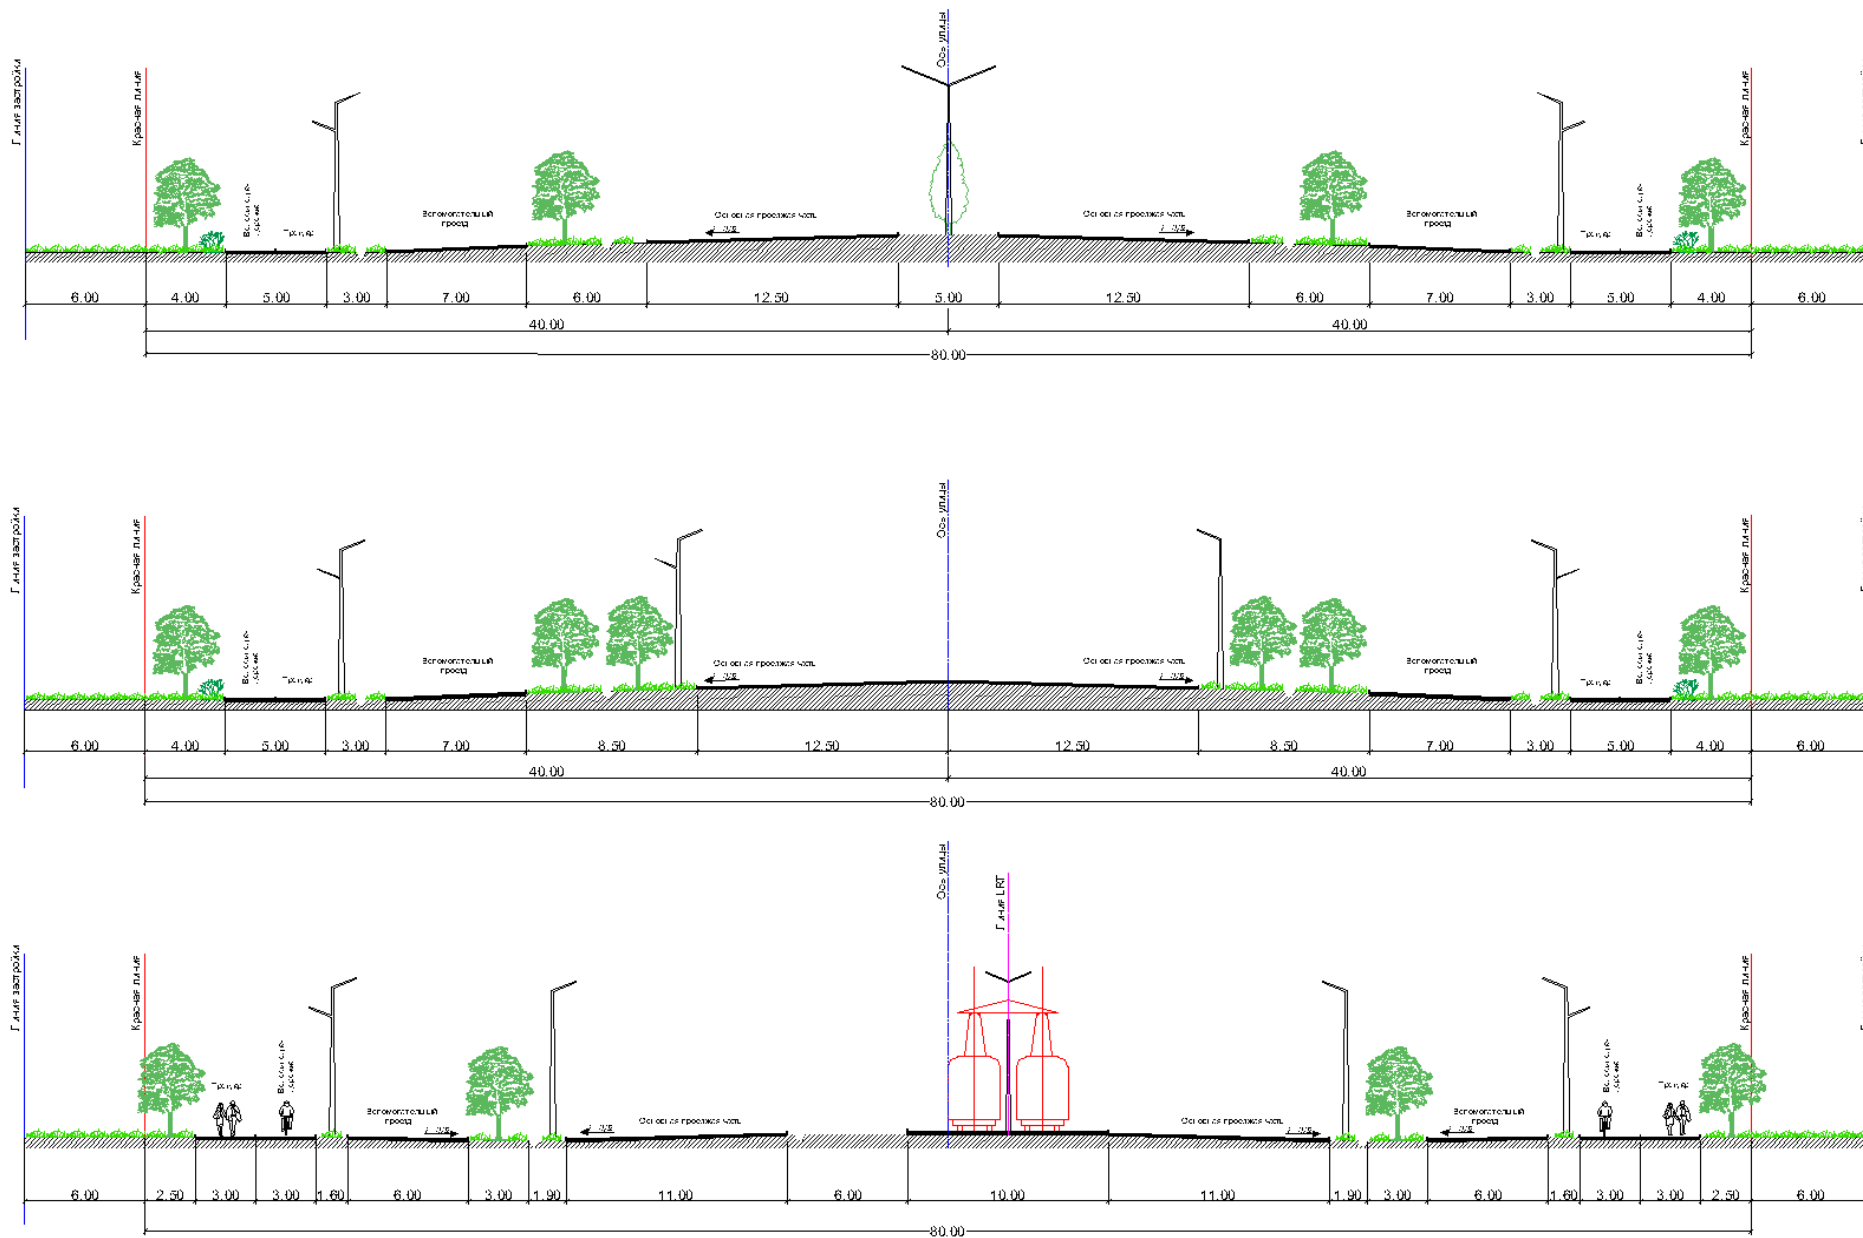 Линия застройки
Красная линия
Ось улицы
Красная линия
Вспомогательный
проезд
Основная проезжая часть
Основная проезжая часть
Вспомогательный
проезд
6.00 4.00 5.00 3.00 7.00 6.00 12.50 5.00 12.50 6.00 7.00 3.00 5.00 4.00 6.00
40.00 40.00
80.00
Линия застройки
Красная линия
Ось улицы
Красная линия
Вспомогательный
проезд
Основная проезжая часть
Основная проезжая часть
Вспомогательный
проезд
6.00 4.00 5.00 3.00 7.00 8.50 12.50 12.50 8.50 7.00 3.00 5.00 4.00 6.00
40.00 40.00
80.00
Линия застройки
Красная линия
Ось улицы
Линия LRT
Красная линия
Вспомогательный
проезд
Основная проезжая часть
Основная проезжая часть
Вспомогательный
проезд
6.00 2.50 3.00 3.00 1.60 6.00 3.00 1.90 11.00 6.00 10.00 11.00 1.90 3.00 6.00 1.60 3.00 3.00 2.50 6.00
80.00